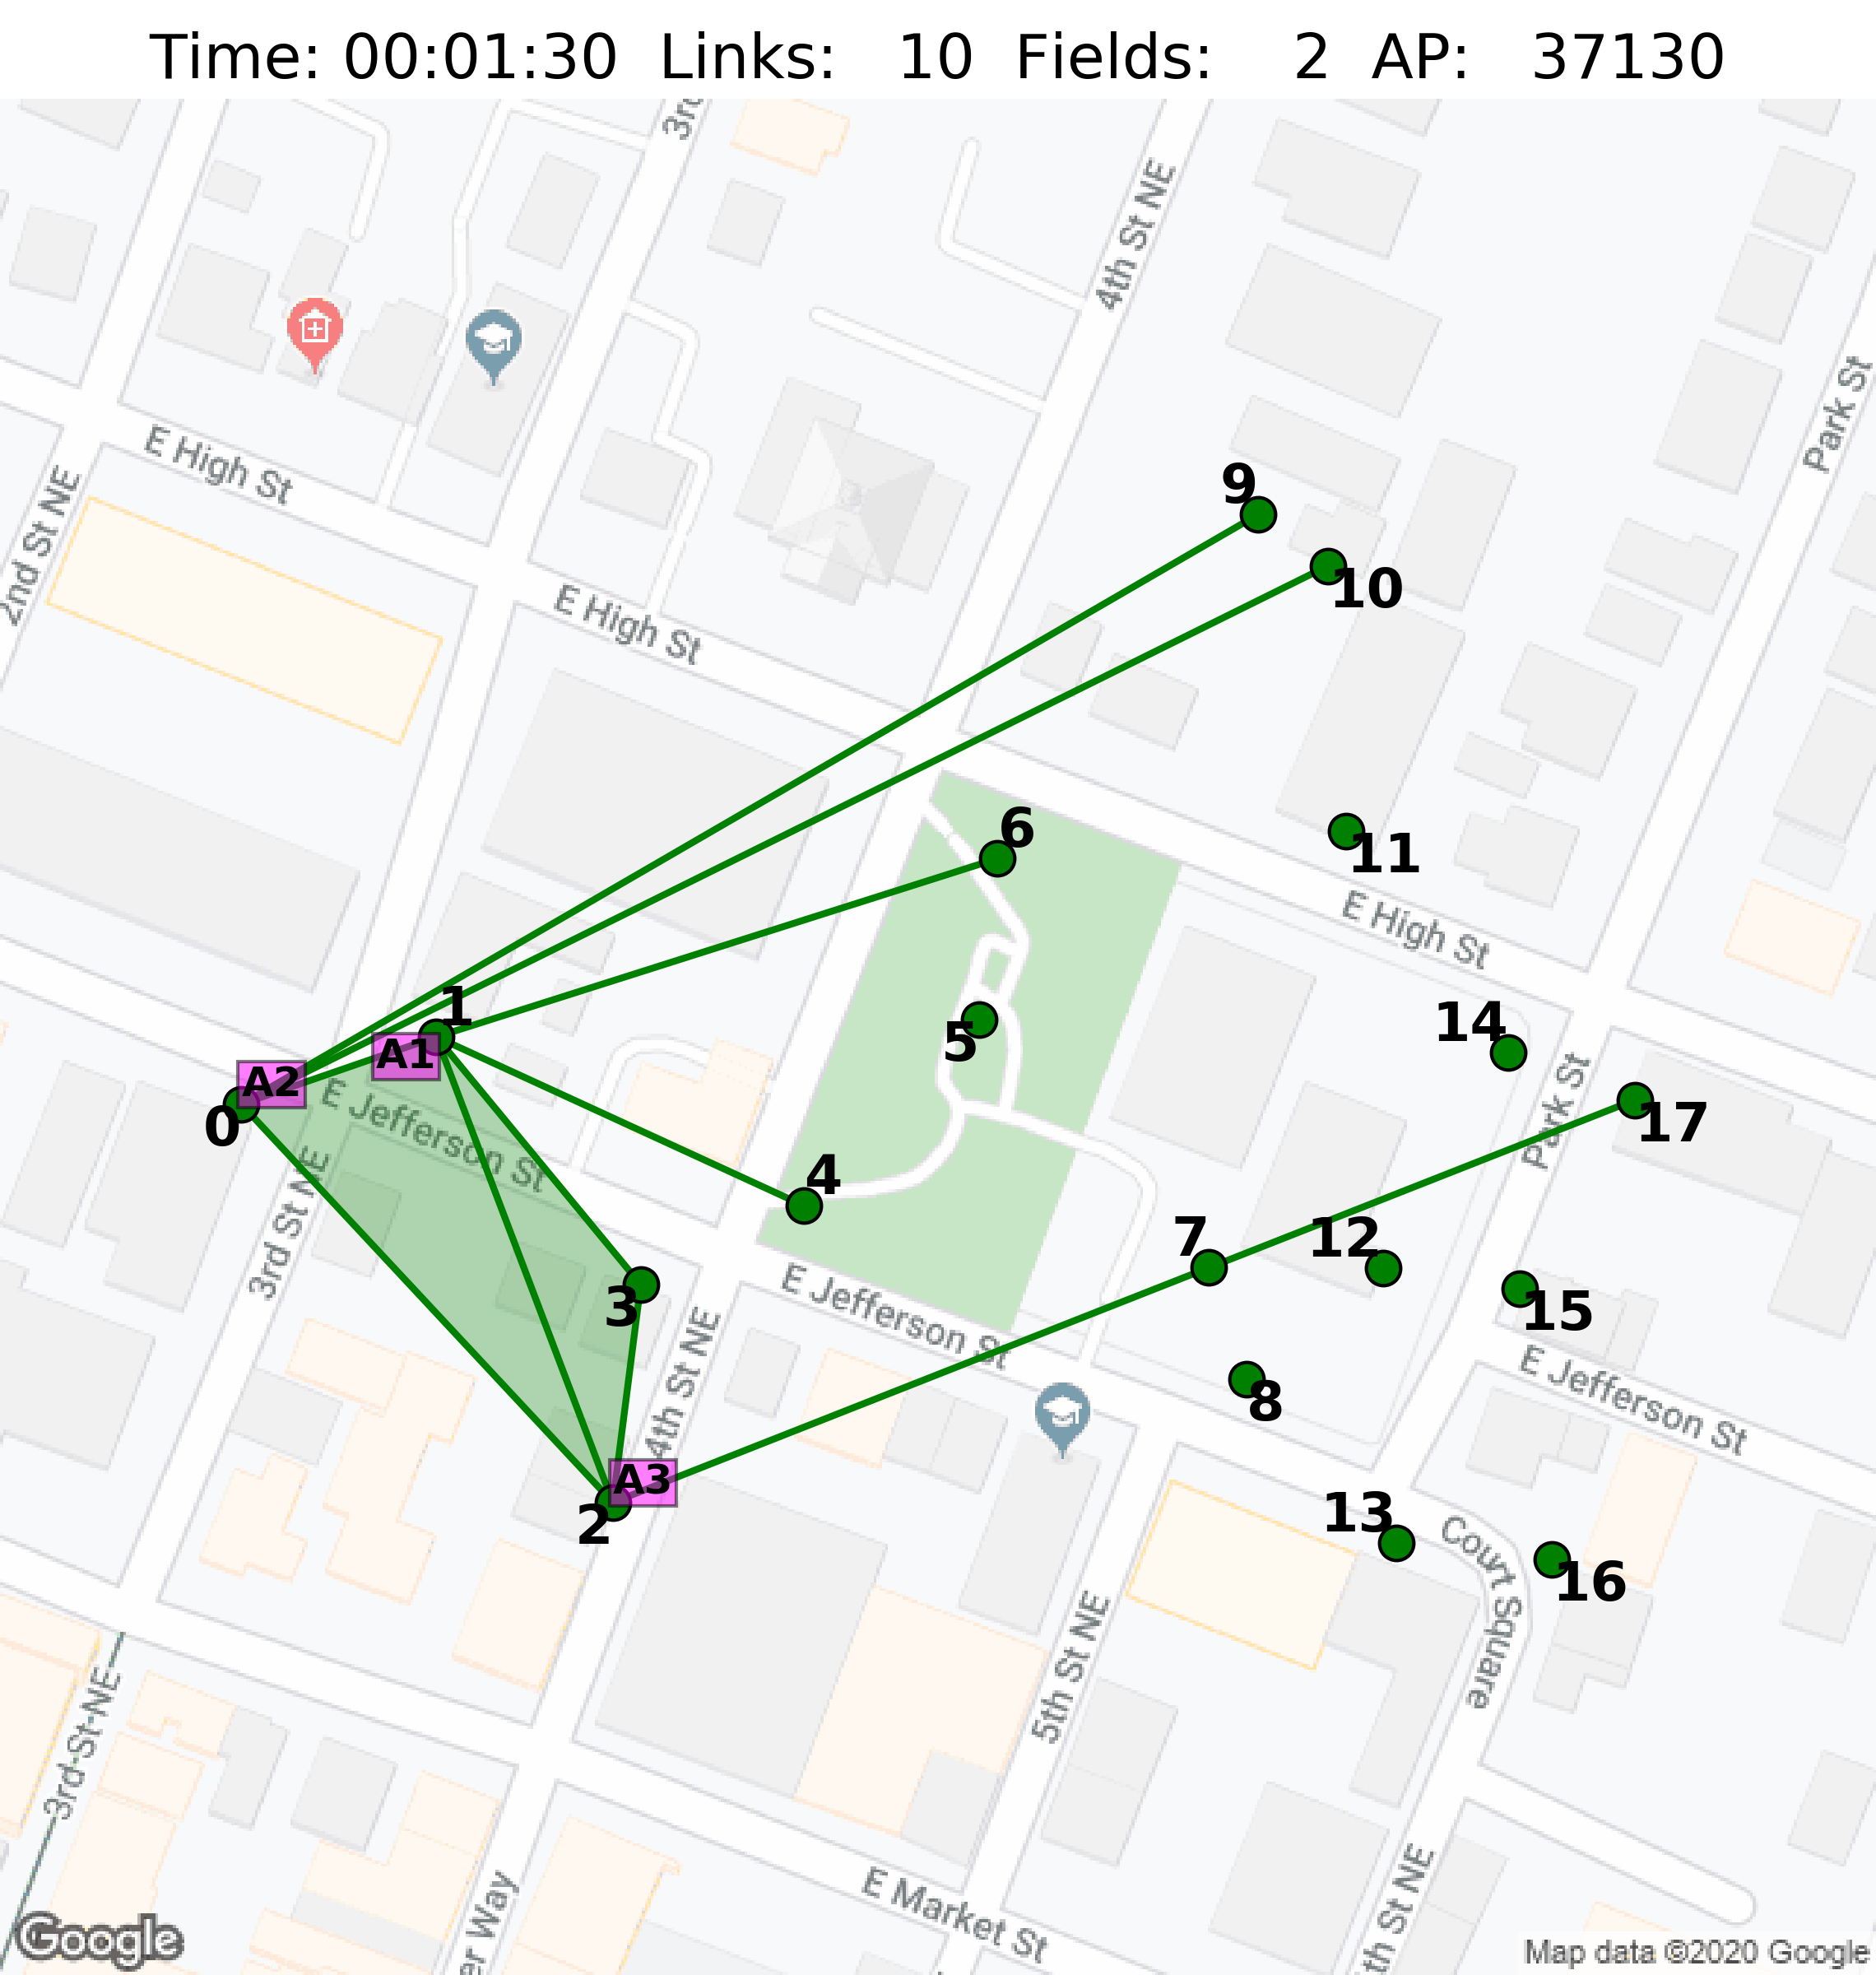 Time: 00:01:30 Links: 10 Fields: 2 AP: 37130
3rd
4th St NE
Park St
E High St
2nd St NE
9
10
E High St
6
11
E High St
1
A1
5
14
A2
0
E Jefferson St
Park St
17
4
3rd St NE
7
12
3
E Jefferson St
15
4th St NE
8
E Jefferson St
A3
2
13
Court Square
16
3rd St NE
5th St NE
E Market St
er Way
th St NE
Google
Map data ©2020 Google